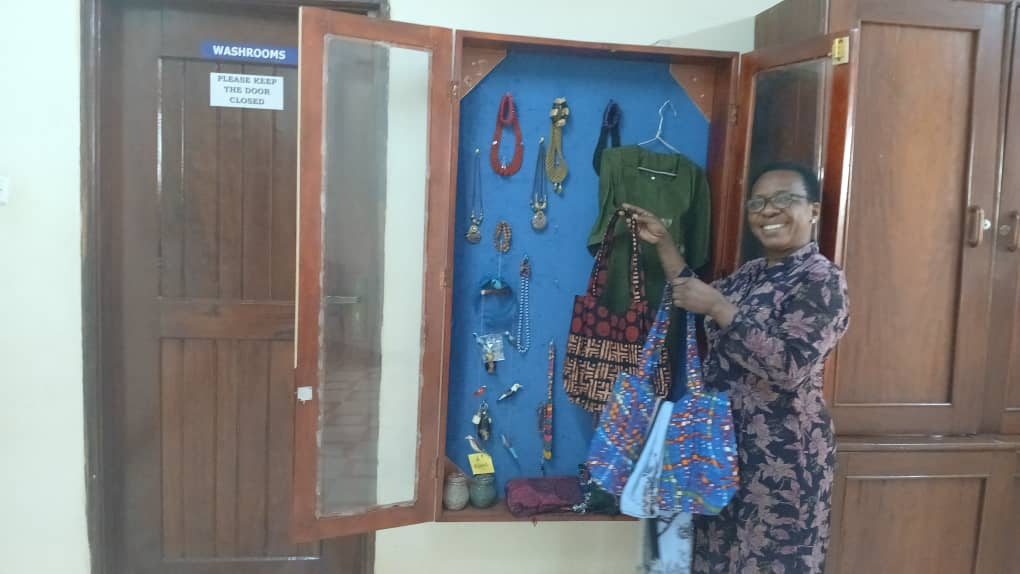 WASHROOMS
PLEASE KEEP
THE DOOR
CLOSED